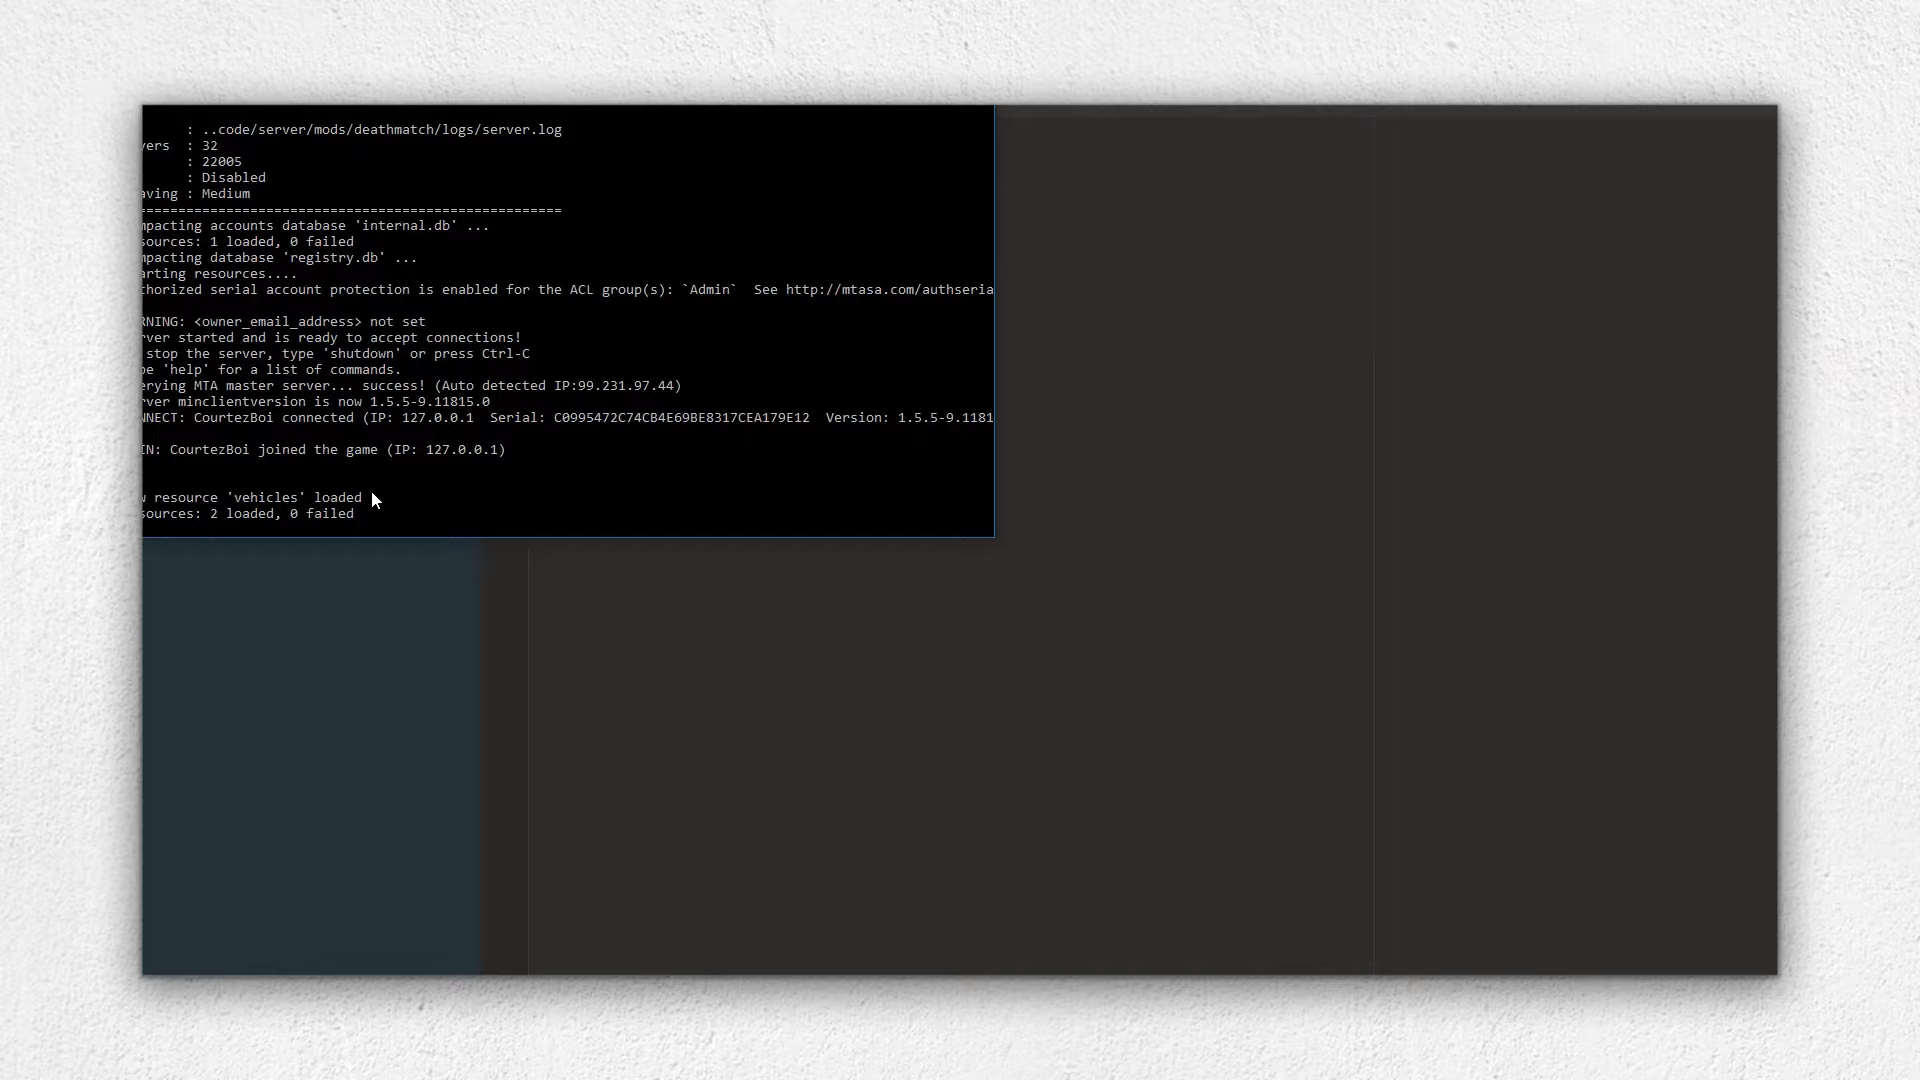 : ..code/server/mods/deathmatch/logs/server.log
vers : 32
: 22005
: Disabled
aving : Medium
====================================================
mpacting accounts database 'internal.db' ...
sources: 1 loaded, 0 failed
mpacting database 'registry.db' ...
arting resources....
thorized serial account protection is enabled for the ACL group(s): `Admin`  See http://mtasa.com/authseria
RNING: <owner_email_address> not set
rver started and is ready to accept connections!
stop the server, type 'shutdown' or press Ctrl-C
pe 'help' for a list of commands.
erying MTA master server... success! (Auto detected IP:99.231.97.44)
rver minclientversion is now 1.5.5-9.11815.0
NNECT: CourtezBoi connected (IP: 127.0.0.1  Serial: C0995472C74CB4E69BE8317CEA179E12  Version: 1.5.5-9.1181
IN: CourtezBoi joined the game (IP: 127.0.0.1)
w resource 'vehicles' loaded
sources: 2 loaded, 0 failed